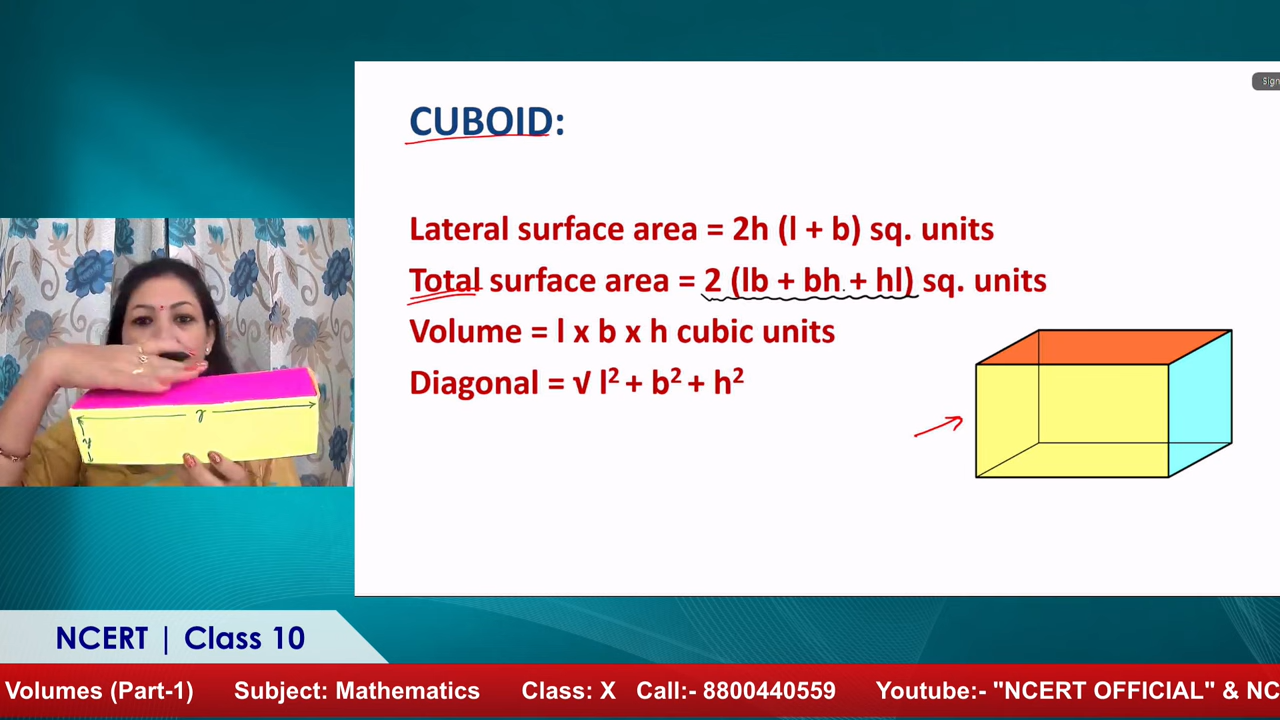 Sign
CUBOID:
Lateral surface area = 2h (l + b) sq. units
Total surface area = 2 (lb + bh + hl) sq. units
Volume = l x b x h cubic units
Diagonal = √ l² + b² + h²
NCERT | Class 10
Volumes (Part-1) Subject: Mathematics Class: X Call:- 8800440559 Youtube:- "NCERT OFFICIAL" & NC